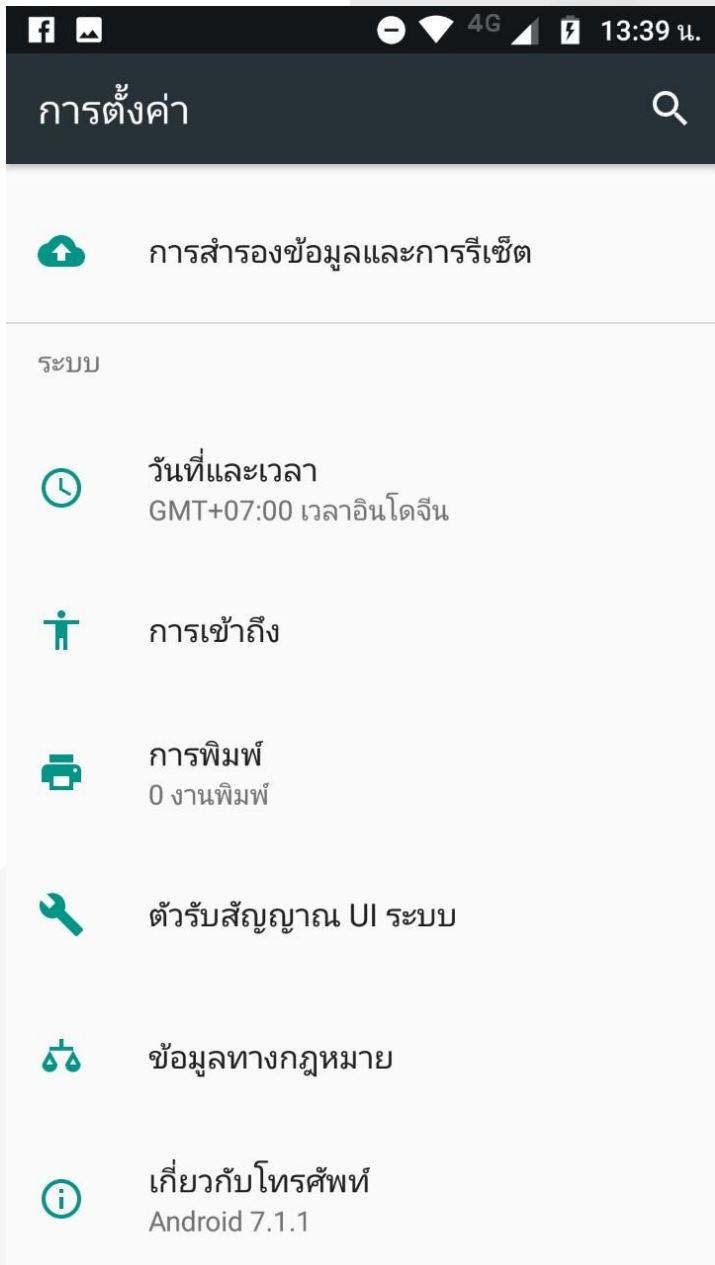 4G 13:39 น.
การตั้งค่า
การสำรองข้อมูลและการรีเซ็ต
ระบบ
วันที่และเวลา
GMT+07:00 เวลาอินโดจีน
การเข้าถึง
การพิมพ์
0 งานพิมพ์
ตัวรับสัญญาณ UI ระบบ
ข้อมูลทางกฎหมาย
เกี่ยวกับโทรศัพท์
Android 7.1.1